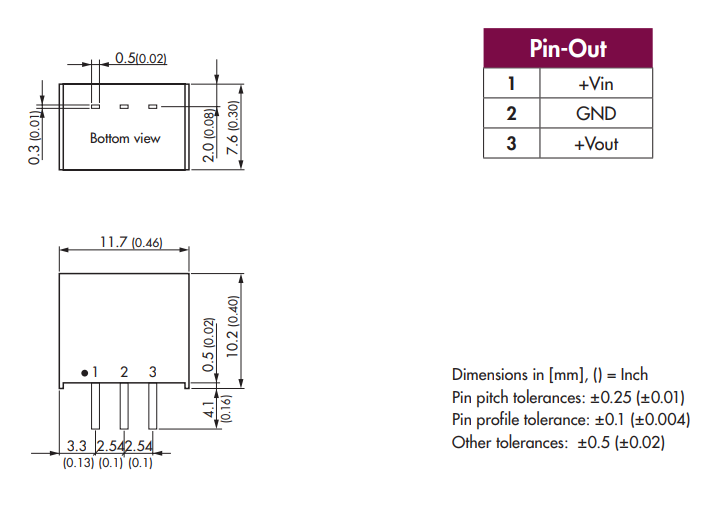 0.5(0.02)
0.3 (0.01)
Bottom view
2.0 (0.08)
7.6 (0.30)
Pin-Out
1 +Vin
2 GND
3 +Vout
11.7 (0.46)
10.2 (0.40)
0.5 (0.02)
1 2 3
4.1
(0.16)
3.3 2.54 2.54
(0.13) (0.1) (0.1)
Dimensions in [mm], () = Inch
Pin pitch tolerances: ±0.25 (±0.01)
Pin profile tolerance: ±0.1 (±0.004)
Other tolerances: ±0.5 (±0.02)